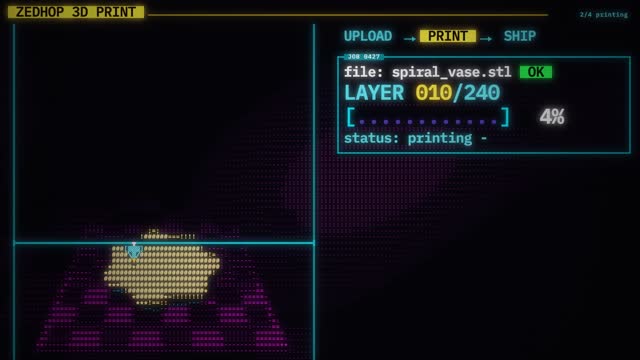 ZEDHOP 3D PRINT
2/4 printing
UPLOAD → PRINT → SHIP
JOB 0427
file: spiral_vase.stl OK
LAYER 010/240
[............] 4%
status: printing -